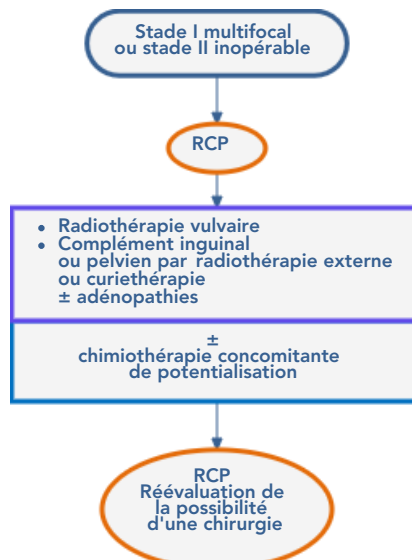 Stade I multifocal
ou stade II inopérable
RCP
• Radiothérapie vulvaire
• Complément inguinal
ou pelvien par radiothérapie externe
ou curiethérapie
± adénopathies
±
chimiothérapie concomitante
de potentialisation
RCP
Réévaluation de
la possibilité
d'une chirurgie